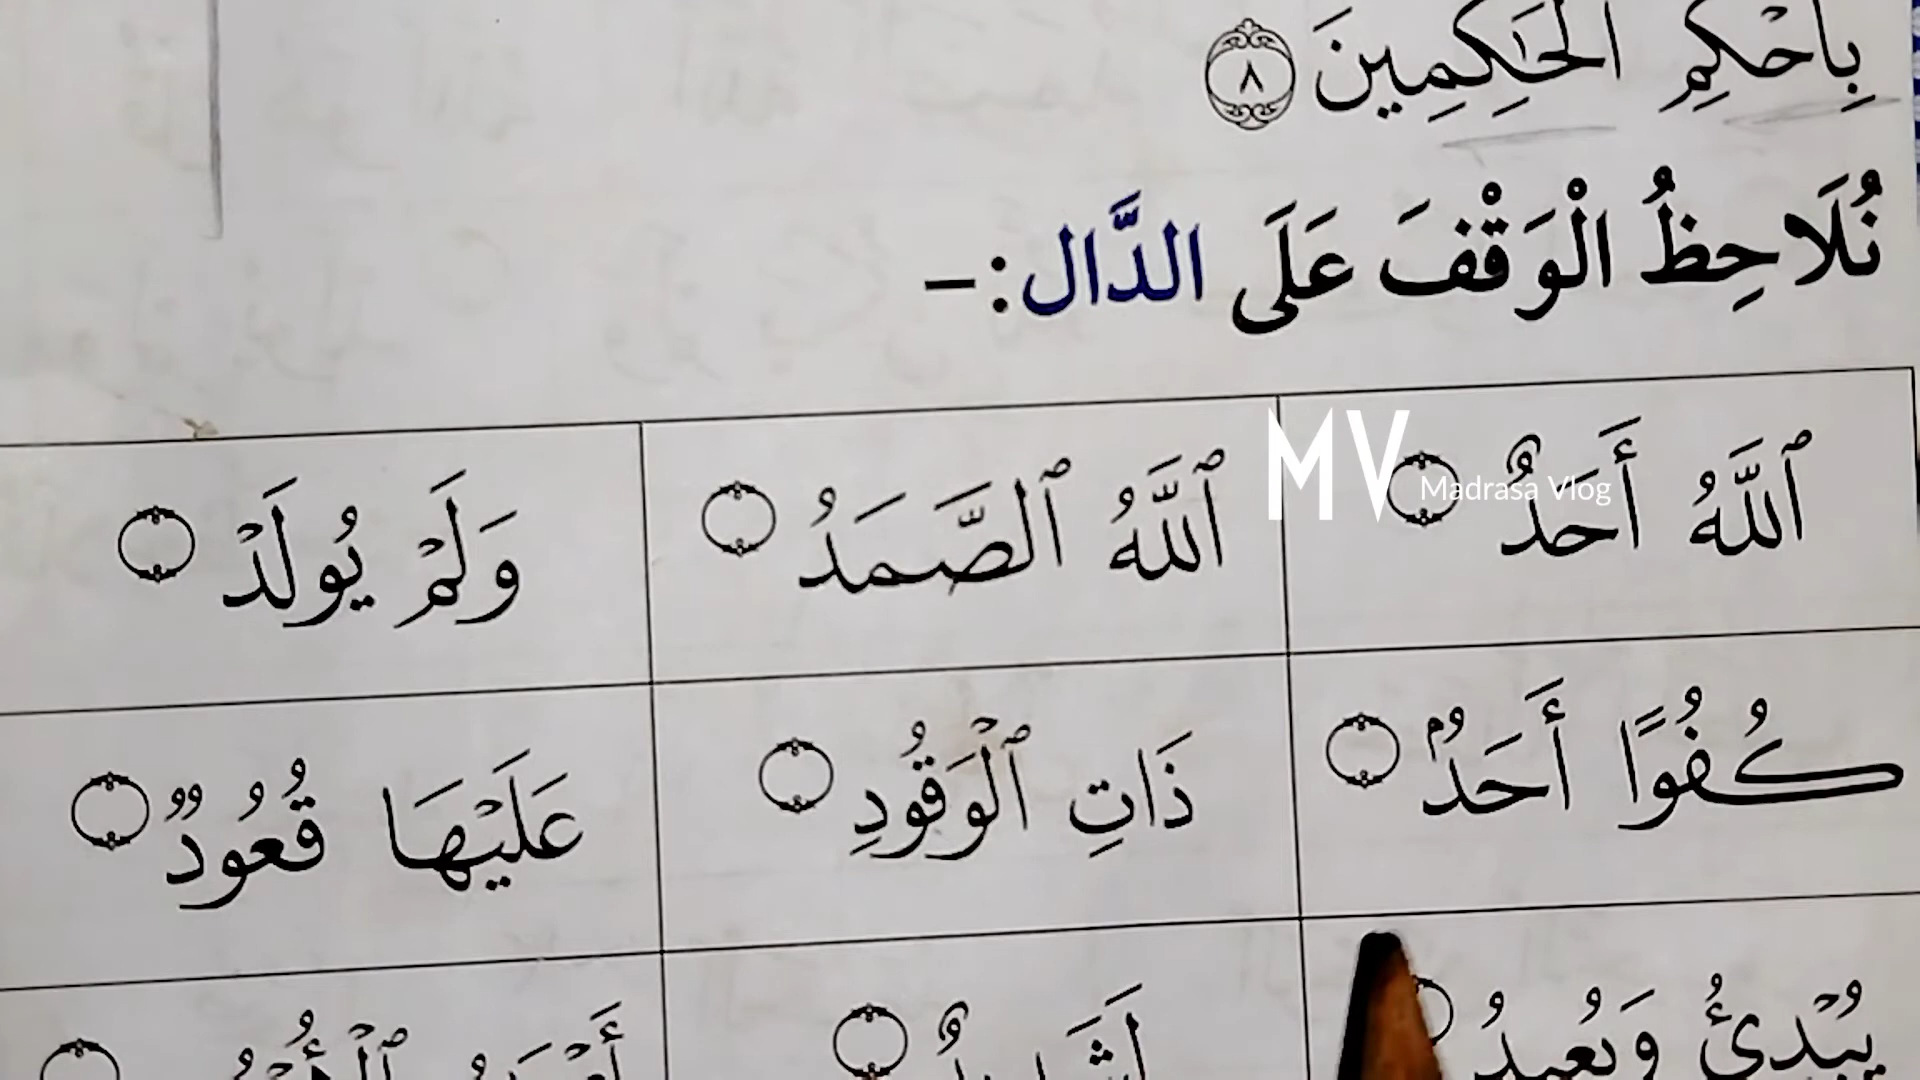 بِأَحْكَمِ الْحَٰكِمِينَ ٨
نُلَاحِظُ الْوَقْفَ عَلَى الدَّال :-
ٱللَّهُ أَحَدٌ ٱللَّهُ ٱلصَّمَدُ وَلَمْ يُولَدْ
MV Madrasa Vlog
كُفُوًا أَحَدٌۢ ذَاتِ ٱلْوَقُودِ عَلَيْهَا قُعُودٌ
يُبْدِئُ وَيُعِيدُ